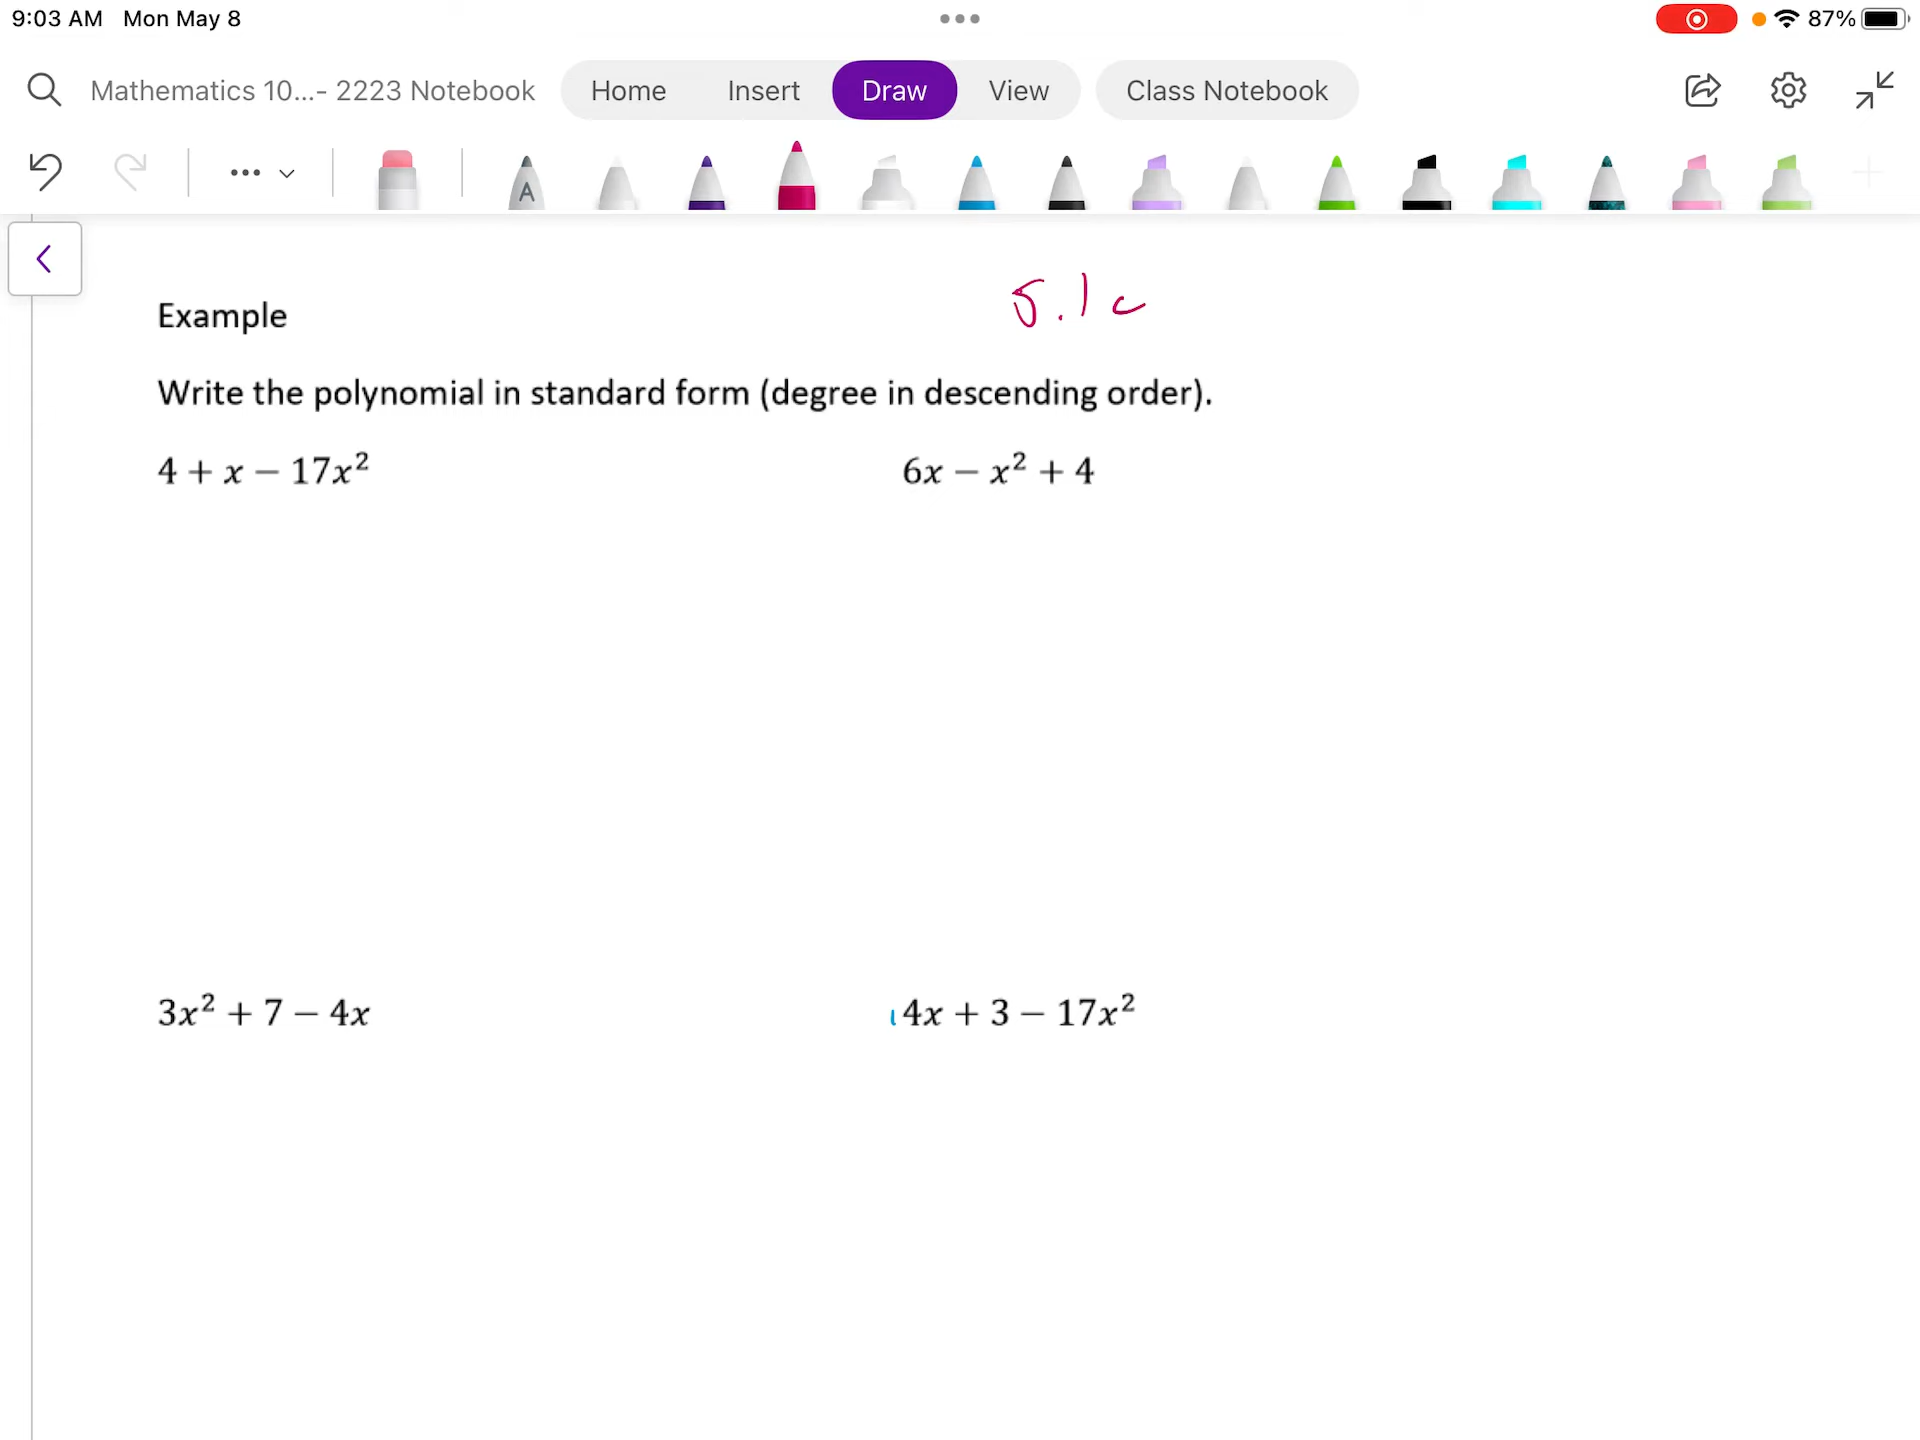 9:03 AM Mon May 8
87%
Mathematics 10...- 2223 Notebook Home Insert Draw View Class Notebook
A
5.1c
Example
Write the polynomial in standard form (degree in descending order).
4 + x − 17x² 6x − x² + 4
3x² + 7 − 4x 4x + 3 − 17x²